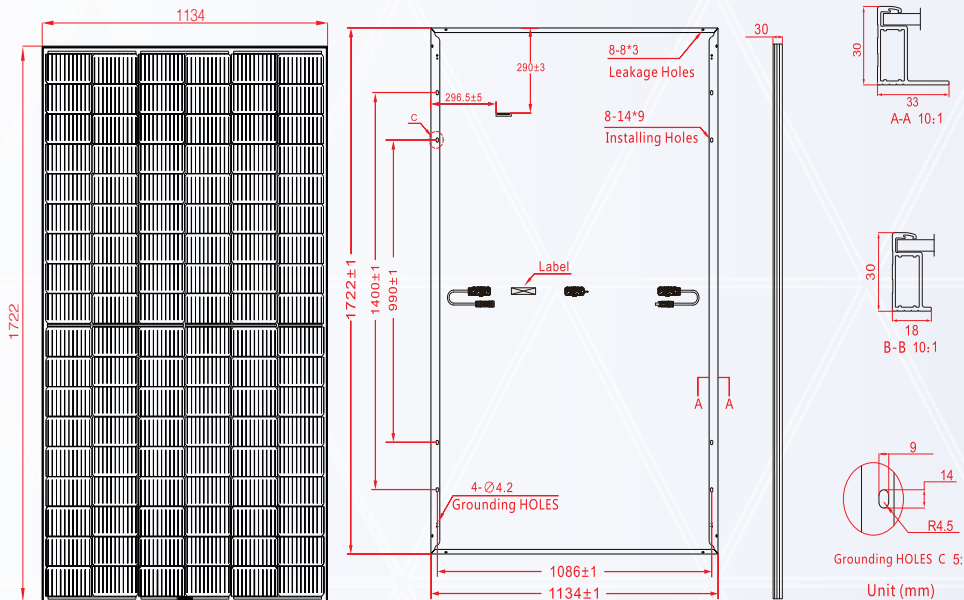 1134
1722
8-8*3
Leakage Holes
290±3
296.5±5
C
8-14*9
Installing Holes
1722±1
1400±1
990±1
Label
A
A
4-Ø4.2
Grounding HOLES
1086±1
1134±1
30
30
33
A-A 10:1
30
18
B-B 10:1
9
14
R4.5
Grounding HOLES C 5:
Unit (mm)